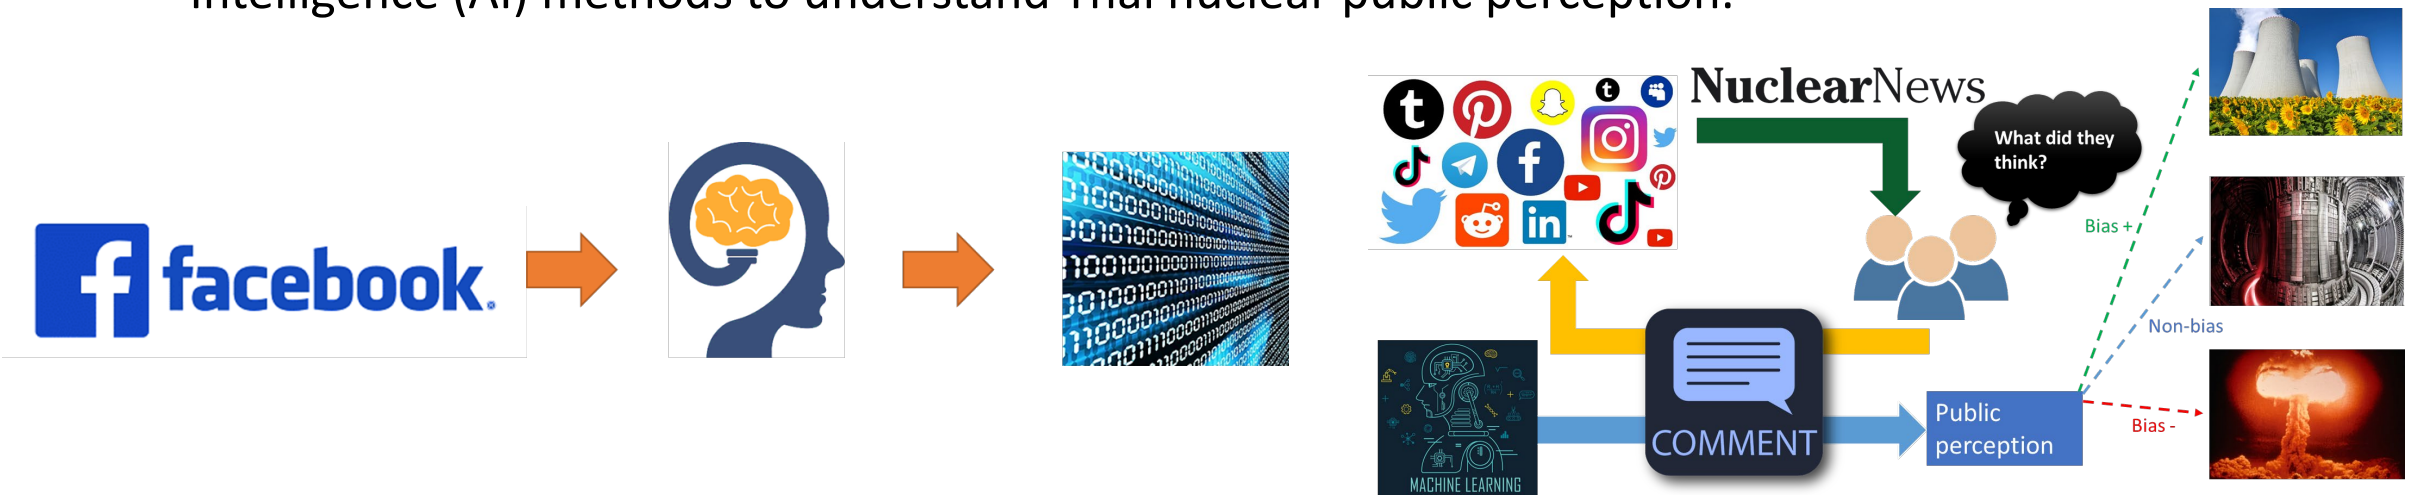 intelligence (AI) methods to understand Thai nuclear public perception.
facebook.
NuclearNews
What did they
think?
Bias +
Non-bias
Bias -
COMMENT
Public
perception
MACHINE LEARNING